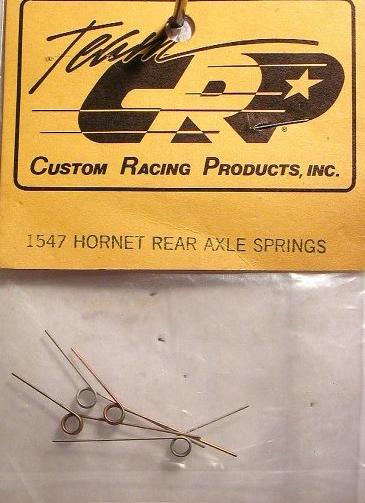 Team
CRP
®
CUSTOM RACING PRODUCTS, INC.
1547 HORNET REAR AXLE SPRINGS